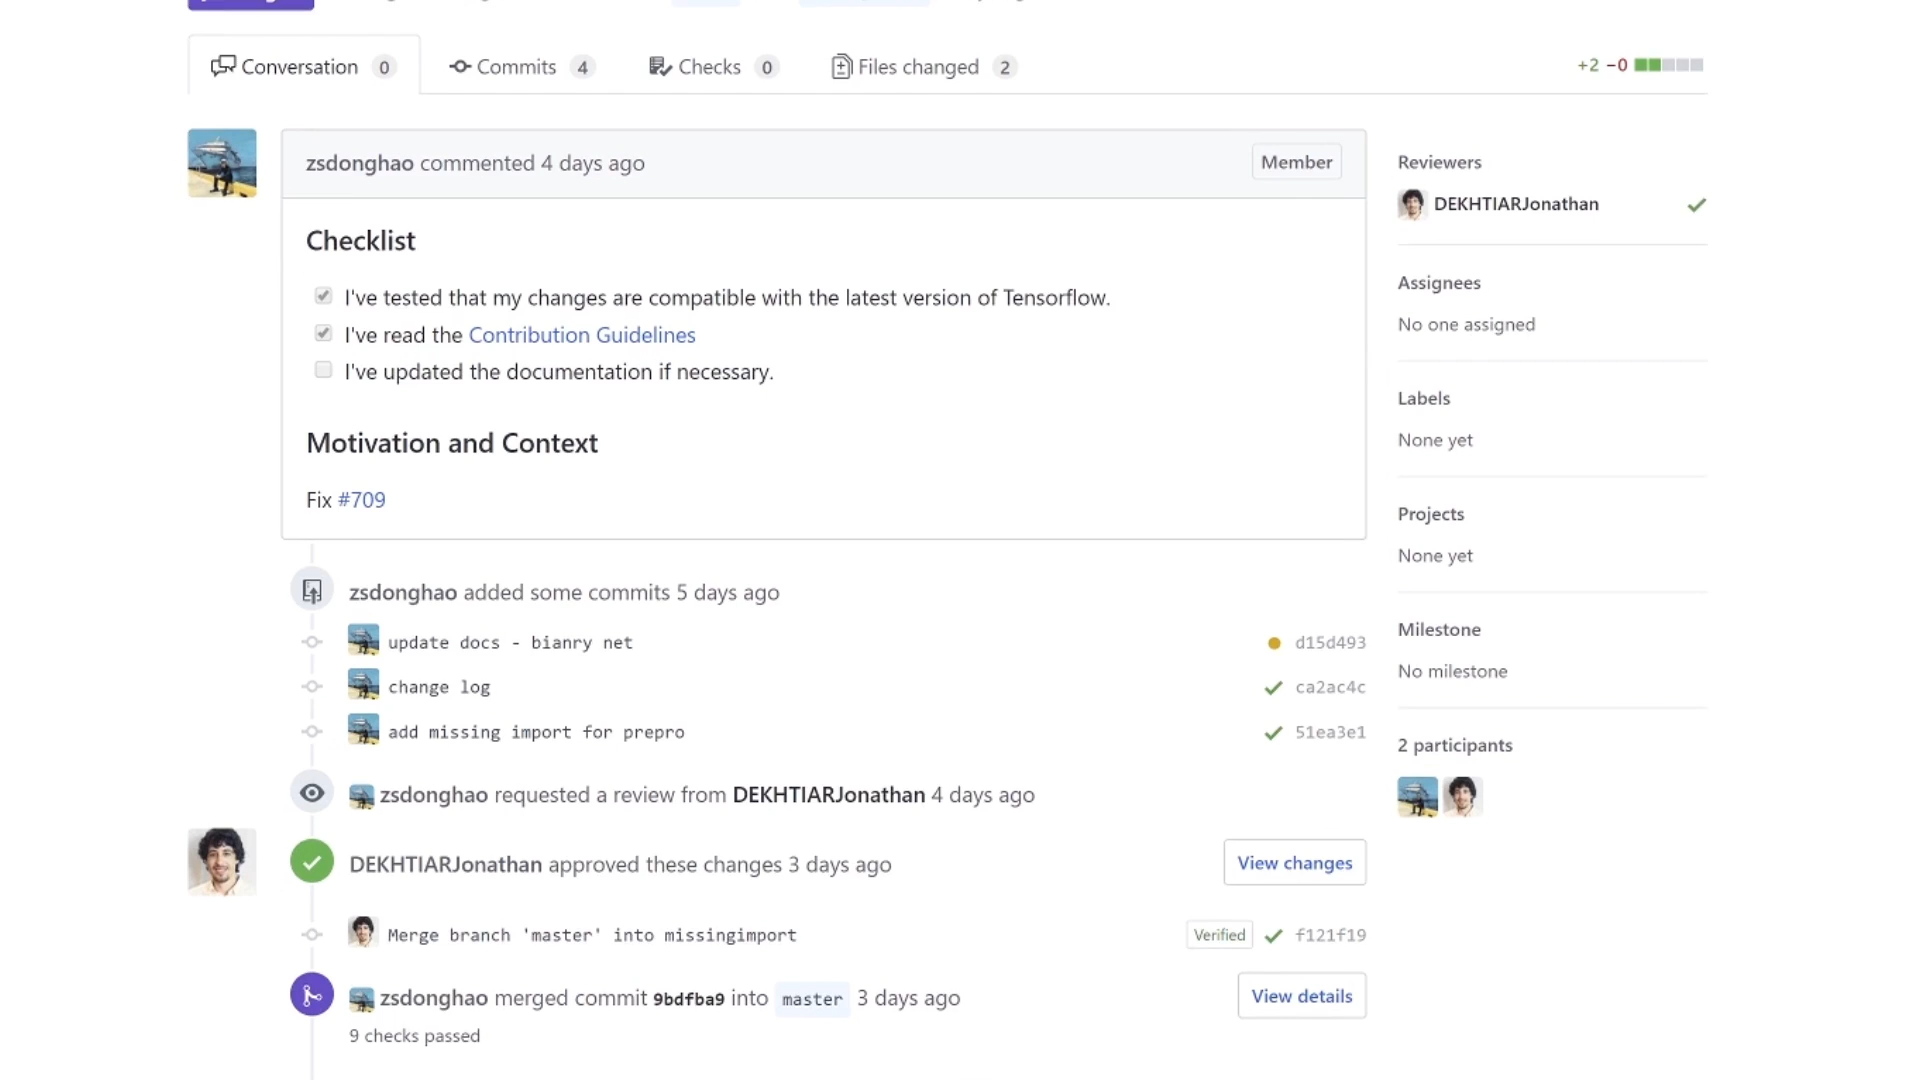 Conversation 0 Commits 4 Checks 0 Files changed 2 +2 −0
zsdonghao commented 4 days ago Member
Checklist
I've tested that my changes are compatible with the latest version of Tensorflow.
I've read the Contribution Guidelines
I've updated the documentation if necessary.
Motivation and Context
Fix #709
zsdonghao added some commits 5 days ago
update docs - bianry net d15d493
change log ca2ac4c
add missing import for prepro 51ea3e1
zsdonghao requested a review from DEKHTIARJonathan 4 days ago
DEKHTIARJonathan approved these changes 3 days ago View changes
Merge branch 'master' into missingimport Verified f121f19
zsdonghao merged commit 9bdfba9 into master 3 days ago View details
9 checks passed
Reviewers
DEKHTIARJonathan
Assignees
No one assigned
Labels
None yet
Projects
None yet
Milestone
No milestone
2 participants